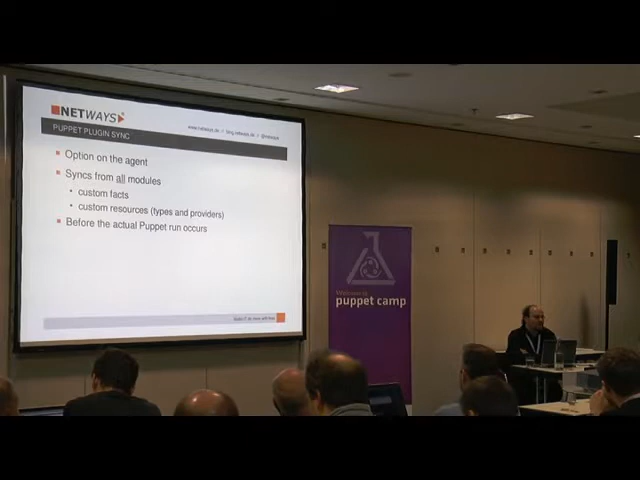 NETWAYS
PUPPET PLUGIN SYNC
Option on the agent
Syncs from all modules
custom facts
custom resources (types and providers)
Before the actual Puppet run occurs
puppet camp